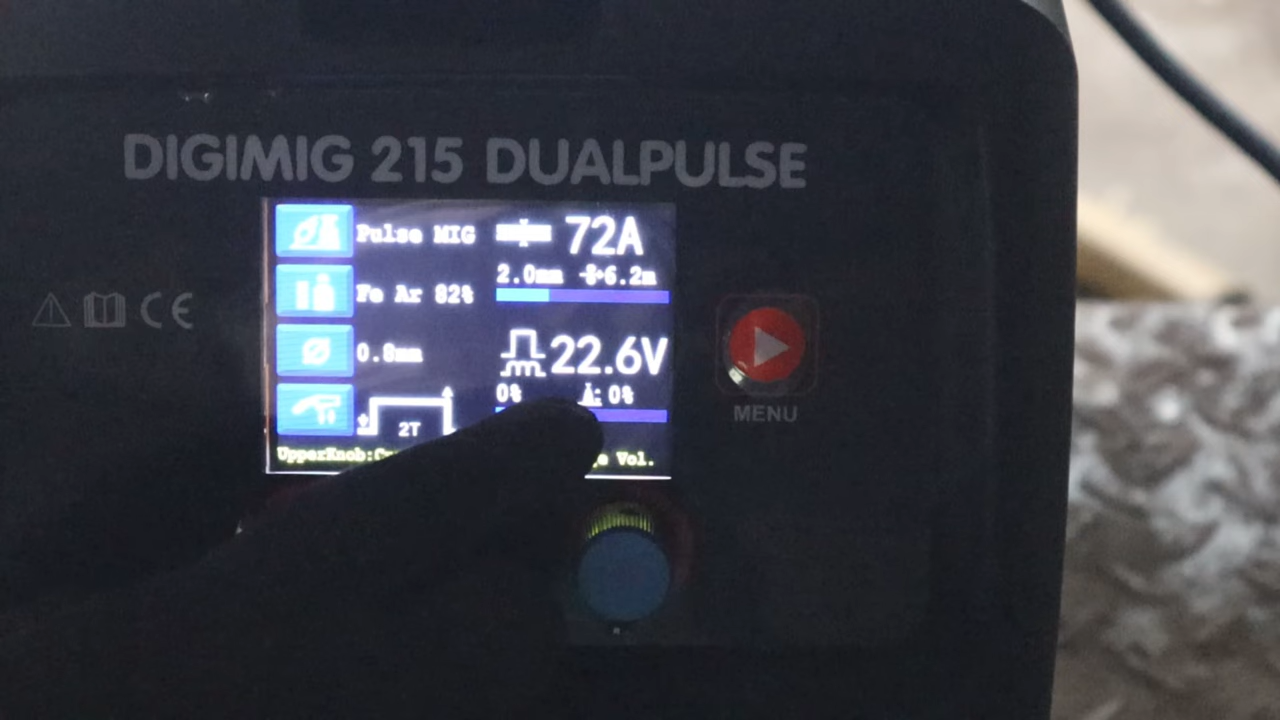 DIGIMIG 215 DUALPULSE
Pulse MIG
72A
2.0mm 6.2m
Fe Ar 82%
0.8mm
22.6V
0% A: 0%
2T
UpperKnob: Vol.
CE
MENU